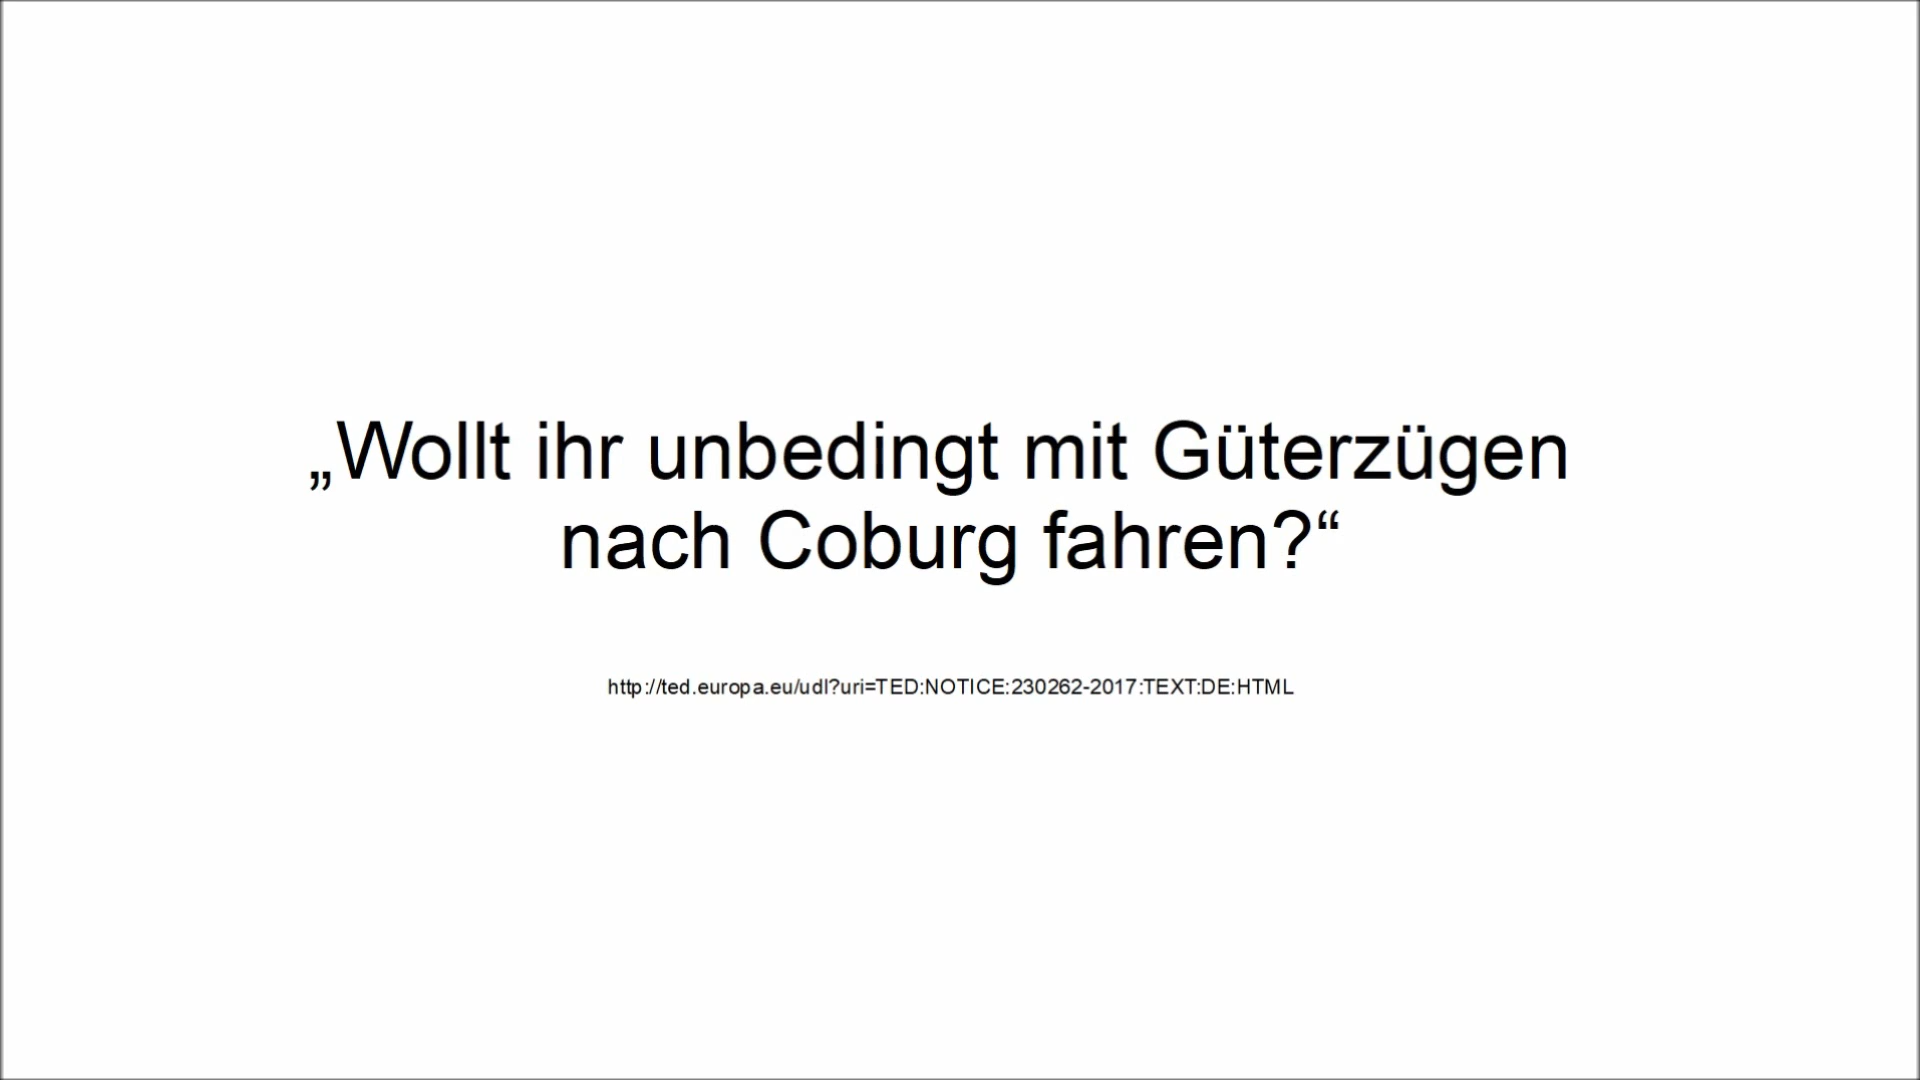 „Wollt ihr unbedingt mit Güterzügen
nach Coburg fahren?“
http://ted.europa.eu/udl?uri=TED:NOTICE:230262-2017:TEXT:DE:HTML